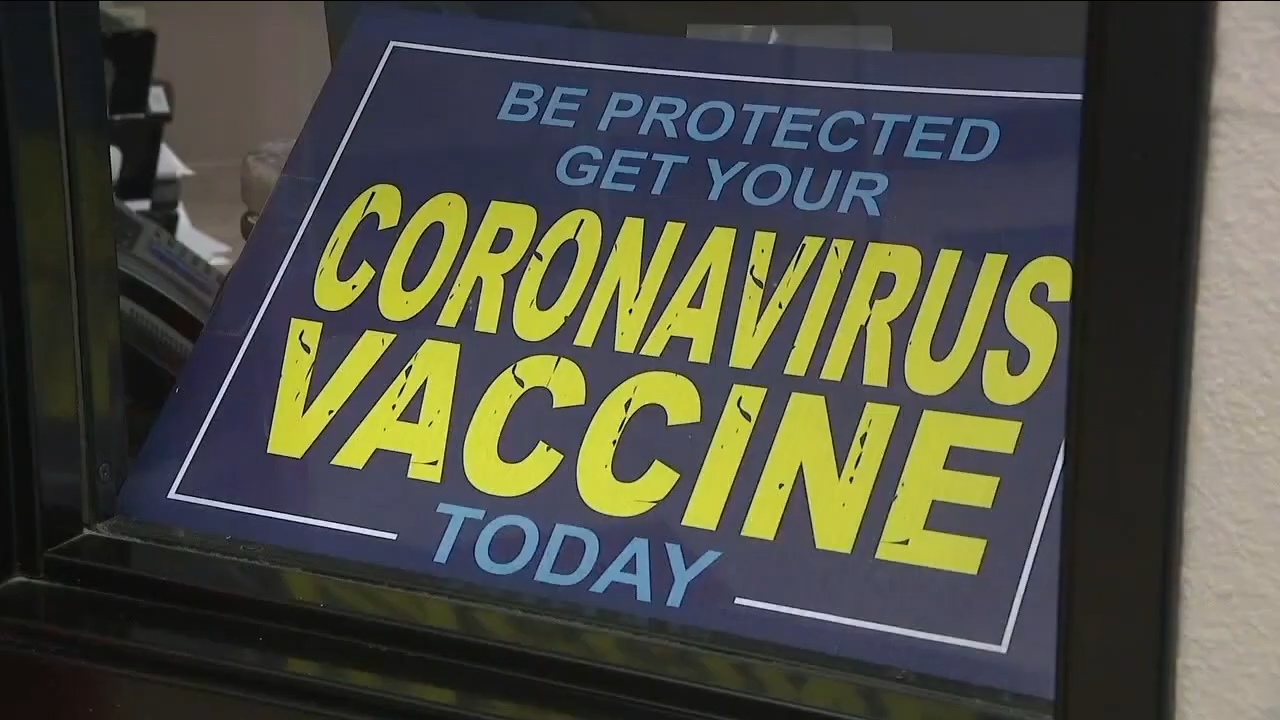 BE PROTECTED
GET YOUR
CORONAVIRUS
VACCINE
TODAY